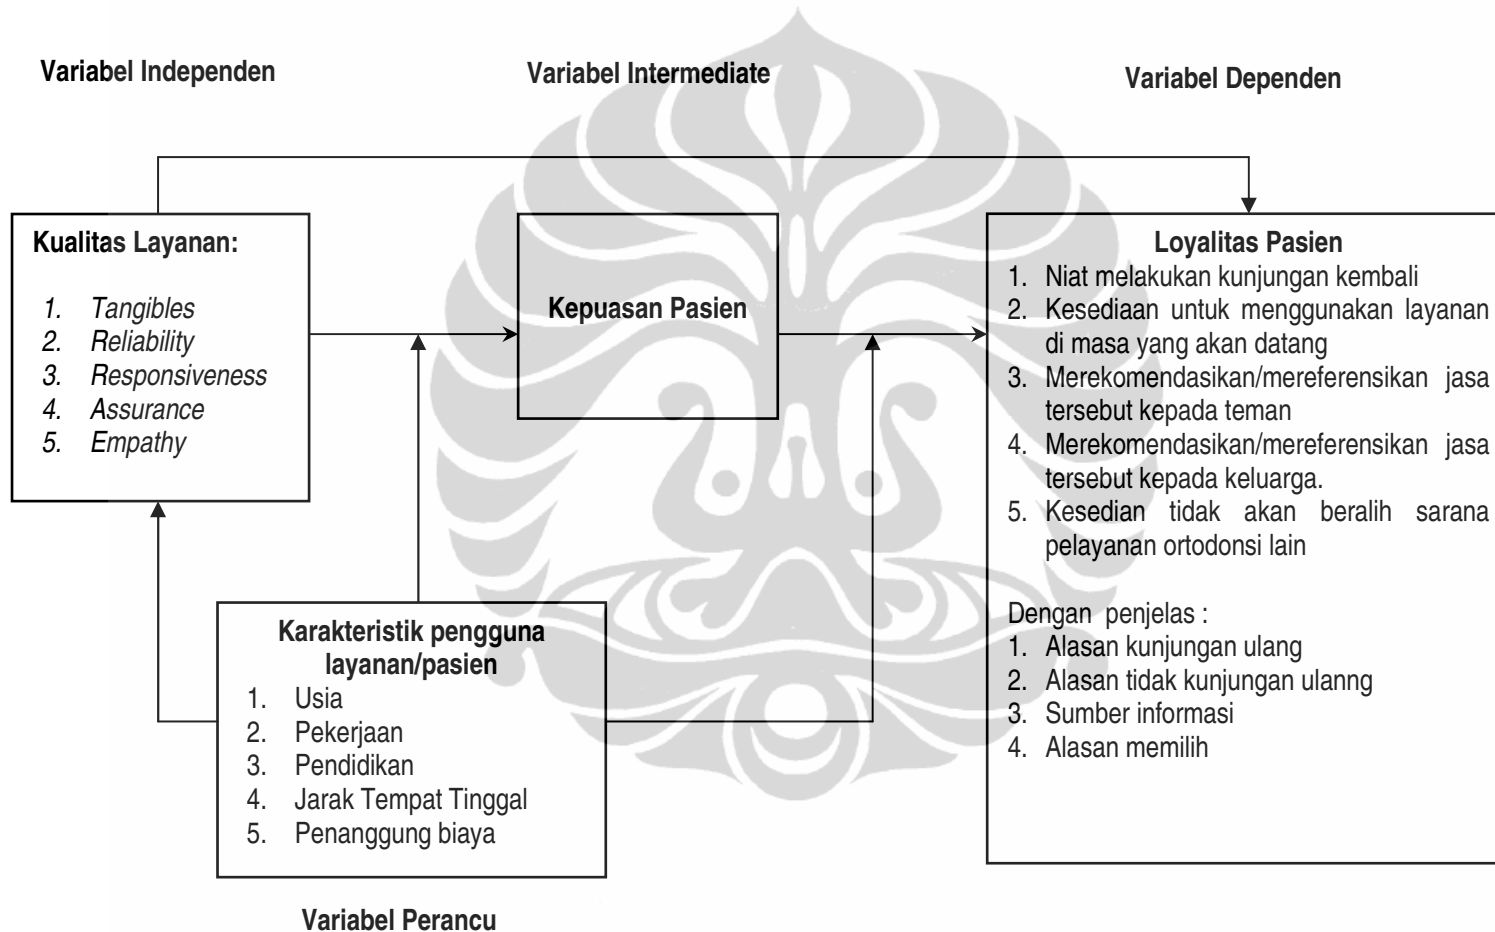 Variabel Independen
Variabel Intermediate
Variabel Dependen
Kualitas Layanan:
1. Tangibles
2. Reliability
3. Responsiveness
4. Assurance
5. Empathy
Kepuasan Pasien
Loyalitas Pasien
1. Niat melakukan kunjungan kembali
2. Kesediaan untuk menggunakan layanan
di masa yang akan datang
3. Merekomendasikan/mereferensikan jasa
tersebut kepada teman
4. Merekomendasikan/mereferensikan jasa
tersebut kepada keluarga.
5. Kesedian tidak akan beralih sarana
pelayanan ortodonsi lain
Dengan penjelas :
1. Alasan kunjungan ulang
2. Alasan tidak kunjungan ulanng
3. Sumber informasi
4. Alasan memilih
Karakteristik pengguna
layanan/pasien
1. Usia
2. Pekerjaan
3. Pendidikan
4. Jarak Tempat Tinggal
5. Penanggung biaya
Variabel Perancu